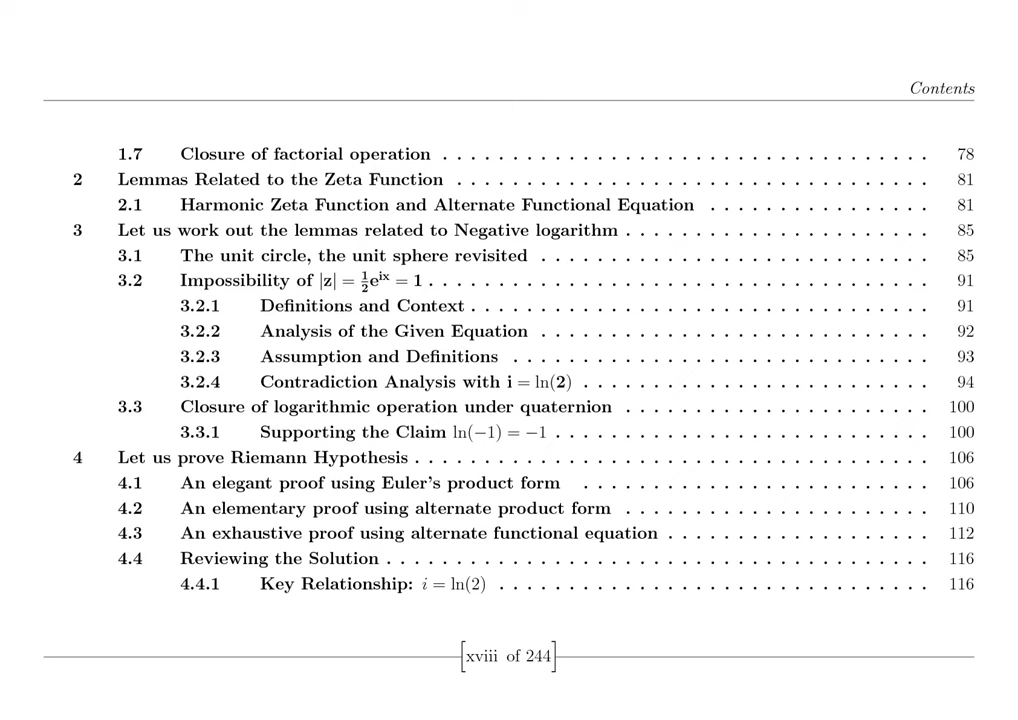 Contents
1.7 Closure of factorial operation . . . . . . . . . . . . . . . . . . . . . . . . . . . . . . . . . . . 78
2 Lemmas Related to the Zeta Function . . . . . . . . . . . . . . . . . . . . . . . . . . . . . . . . . . 81
2.1 Harmonic Zeta Function and Alternate Functional Equation . . . . . . . . . . . . . . . . 81
3 Let us work out the lemmas related to Negative logarithm . . . . . . . . . . . . . . . . . . . . . . 85
3.1 The unit circle, the unit sphere revisited . . . . . . . . . . . . . . . . . . . . . . . . . . . . 85
3.2 Impossibility of |z| = ½e^{ix} = 1 . . . . . . . . . . . . . . . . . . . . . . . . . . . . . . . . . . . . 91
3.2.1 Definitions and Context . . . . . . . . . . . . . . . . . . . . . . . . . . . . . . . . . 91
3.2.2 Analysis of the Given Equation . . . . . . . . . . . . . . . . . . . . . . . . . . . . 92
3.2.3 Assumption and Definitions . . . . . . . . . . . . . . . . . . . . . . . . . . . . . . 93
3.2.4 Contradiction Analysis with i = ln(2) . . . . . . . . . . . . . . . . . . . . . . . . . 94
3.3 Closure of logarithmic operation under quaternion . . . . . . . . . . . . . . . . . . . . . . 100
3.3.1 Supporting the Claim ln(−1) = −1 . . . . . . . . . . . . . . . . . . . . . . . . . . . 100
4 Let us prove Riemann Hypothesis . . . . . . . . . . . . . . . . . . . . . . . . . . . . . . . . . . . . . 106
4.1 An elegant proof using Euler's product form . . . . . . . . . . . . . . . . . . . . . . . . . 106
4.2 An elementary proof using alternate product form . . . . . . . . . . . . . . . . . . . . . . 110
4.3 An exhaustive proof using alternate functional equation . . . . . . . . . . . . . . . . . . . 112
4.4 Reviewing the Solution . . . . . . . . . . . . . . . . . . . . . . . . . . . . . . . . . . . . . . . 116
4.4.1 Key Relationship: i = ln(2) . . . . . . . . . . . . . . . . . . . . . . . . . . . . . . . 116
[xviii of 244]